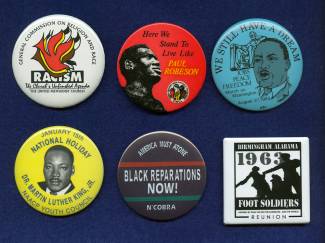 GENERAL COMMISSION ON RELIGION AND RACE
RACISM
The Church's Unfinished Agenda
THE UNITED METHODIST CHURCH
Here We
Stand To
Live Like
PAUL
ROBESON
WE STILL HAVE A DREAM
JOBS
PEACE
FREEDOM
JANUARY 15TH
NATIONAL HOLIDAY
DR. MARTIN LUTHER KING, JR.
NAACP YOUTH COUNCIL
AMERICA MUST ATONE
BLACK REPARATIONS
NOW!
N'COBRA
BIRMINGHAM ALABAMA
1963
FOOT SOLDIERS
REUNION